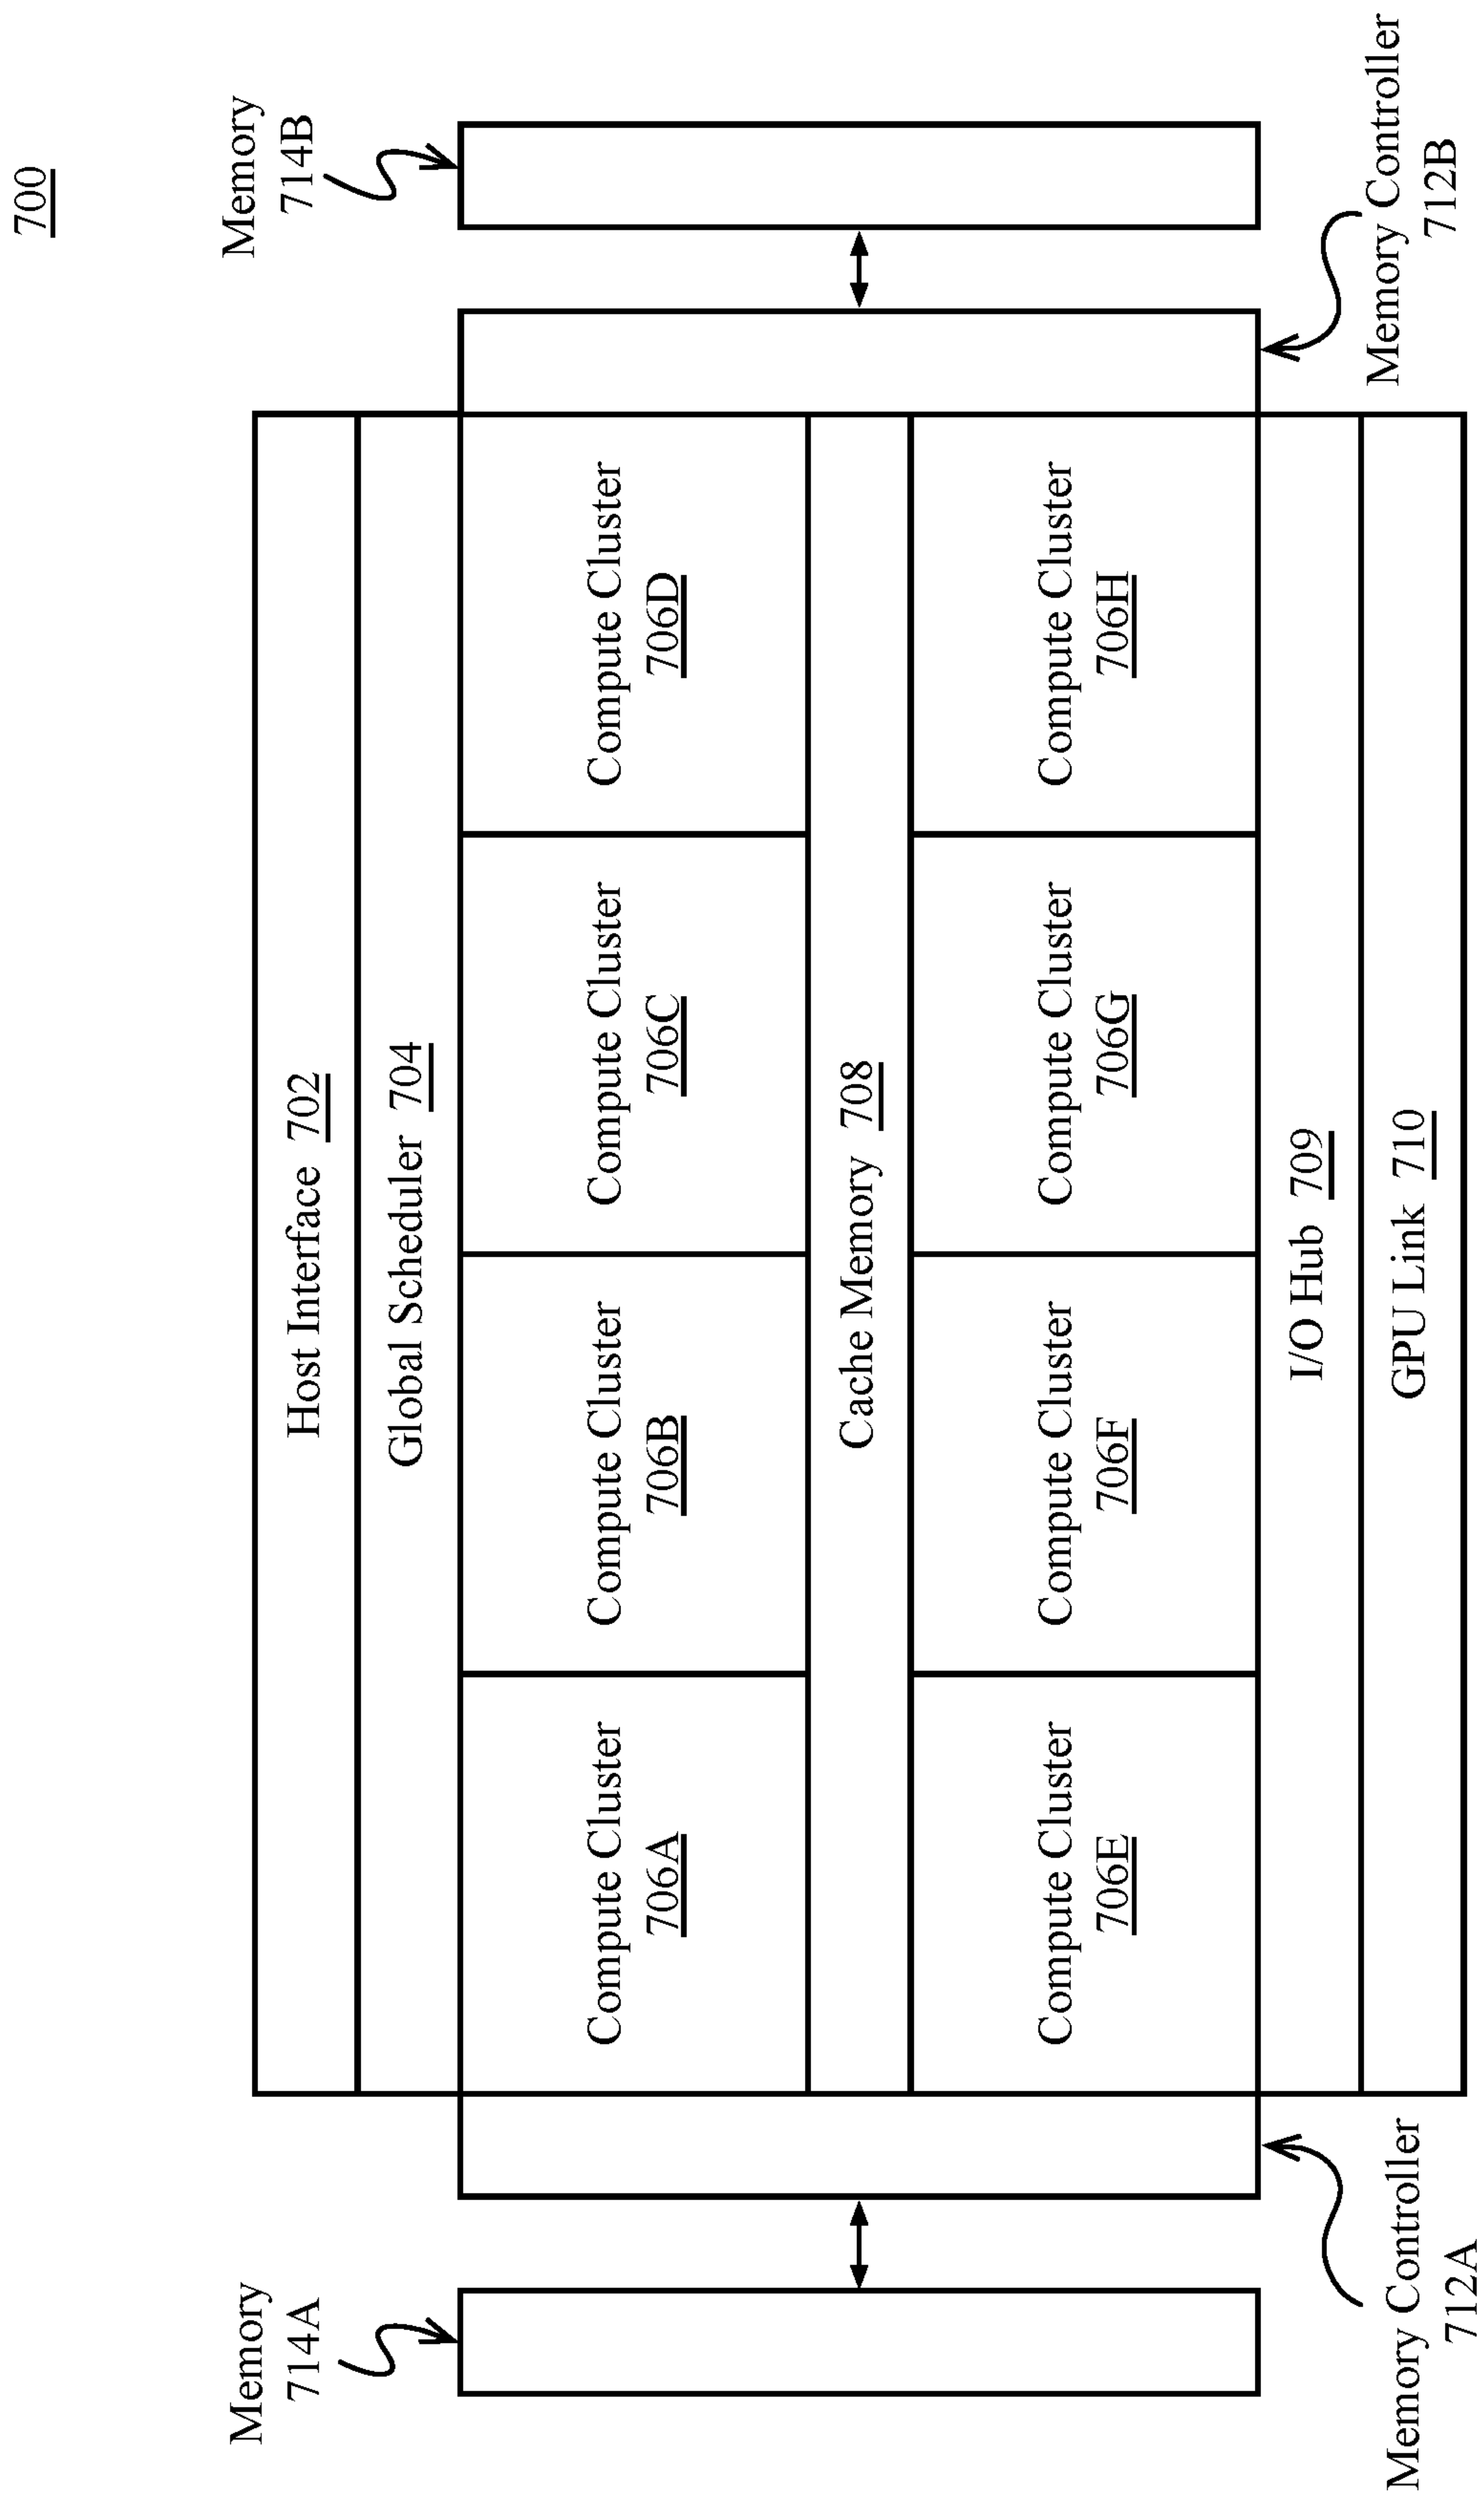 700
Memory
714A
Memory
714B
Host Interface 702
Global Scheduler 704
Compute Cluster
706A
Compute Cluster
706B
Compute Cluster
706C
Compute Cluster
706D
Cache Memory 708
Compute Cluster
706E
Compute Cluster
706F
Compute Cluster
706G
Compute Cluster
706H
I/O Hub 709
GPU Link 710
Memory Controller
712A
Memory Controller
712B